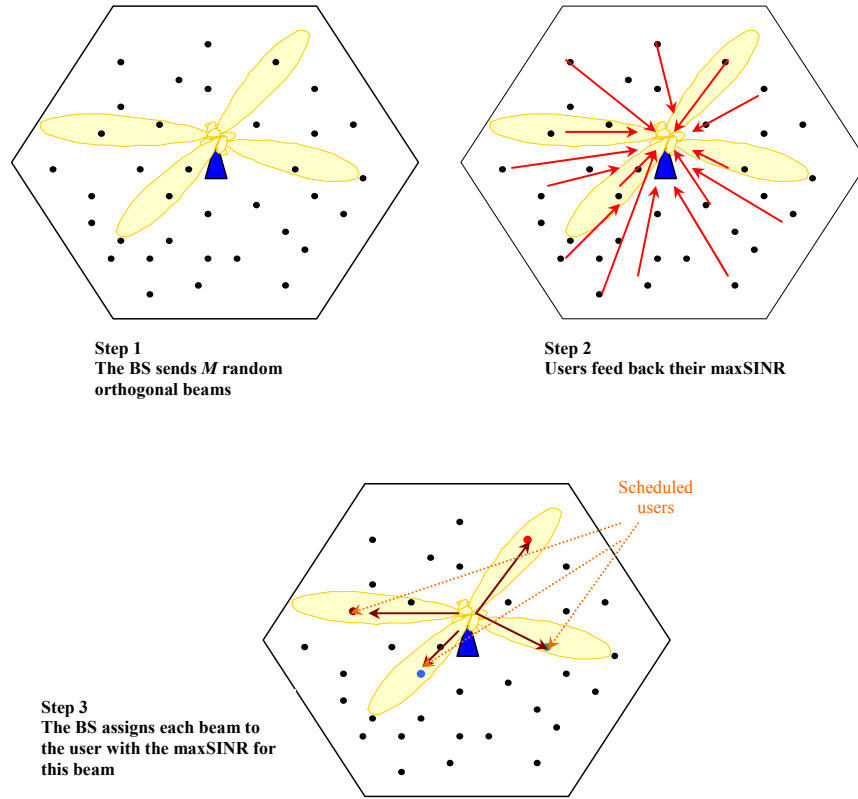 Step 1
The BS sends M random
orthogonal beams
Step 2
Users feed back their maxSINR
Scheduled
users
Step 3
The BS assigns each beam to
the user with the maxSINR for
this beam